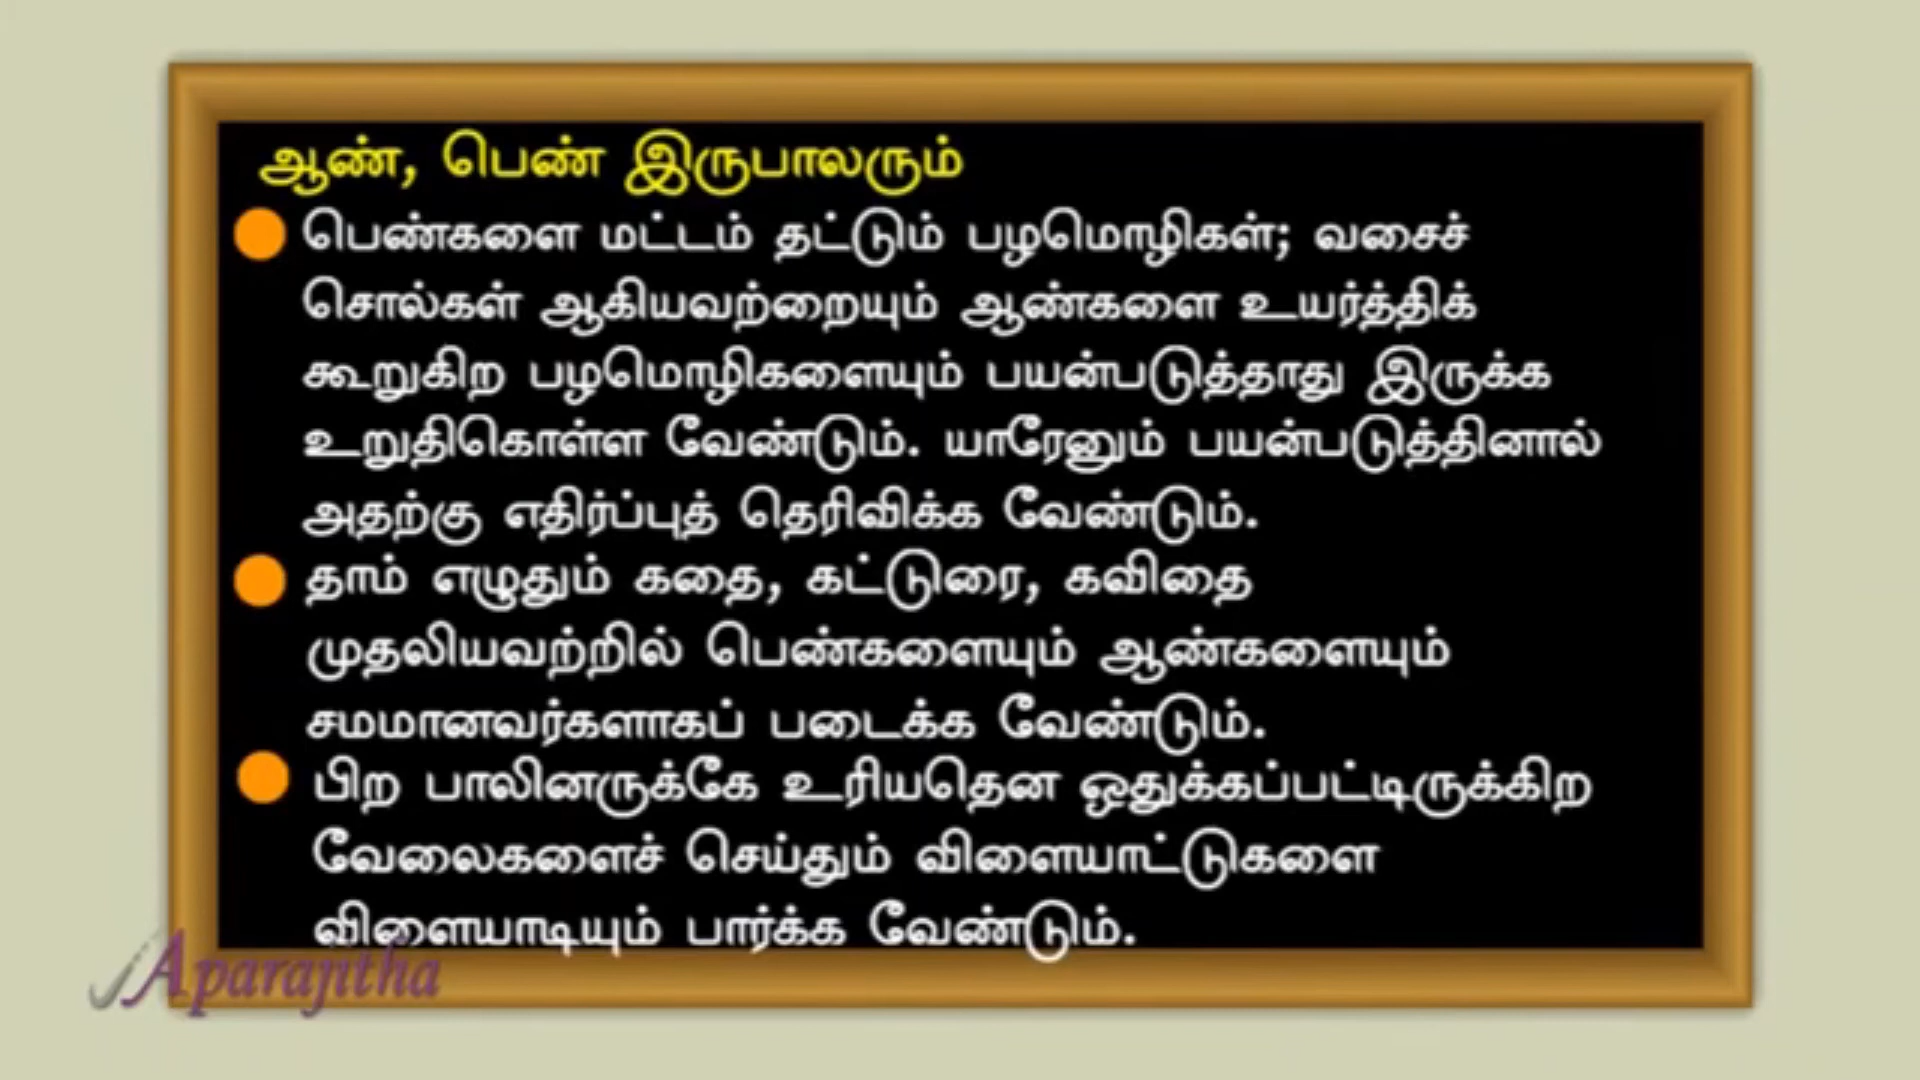 ஆண், பெண் இருபாலரும்
பெண்களை மட்டம் தட்டும் பழமொழிகள்; வசைச்
சொல்கள் ஆகியவற்றையும் ஆண்களை உயர்த்திக்
கூறுகிற பழமொழிகளையும் பயன்படுத்தாது இருக்க
உறுதிகொள்ள வேண்டும். யாரேனும் பயன்படுத்தினால்
அதற்கு எதிர்ப்புத் தெரிவிக்க வேண்டும்.
தாம் எழுதும் கதை, கட்டுரை, கவிதை
முதலியவற்றில் பெண்களையும் ஆண்களையும்
சமமானவர்களாகப் படைக்க வேண்டும்.
பிற பாலினருக்கே உரியதென ஒதுக்கப்பட்டிருக்கிற
வேலைகளைச் செய்தும் விளையாட்டுகளை
விளையாடியும் பார்க்க வேண்டும்.
Aparajitha